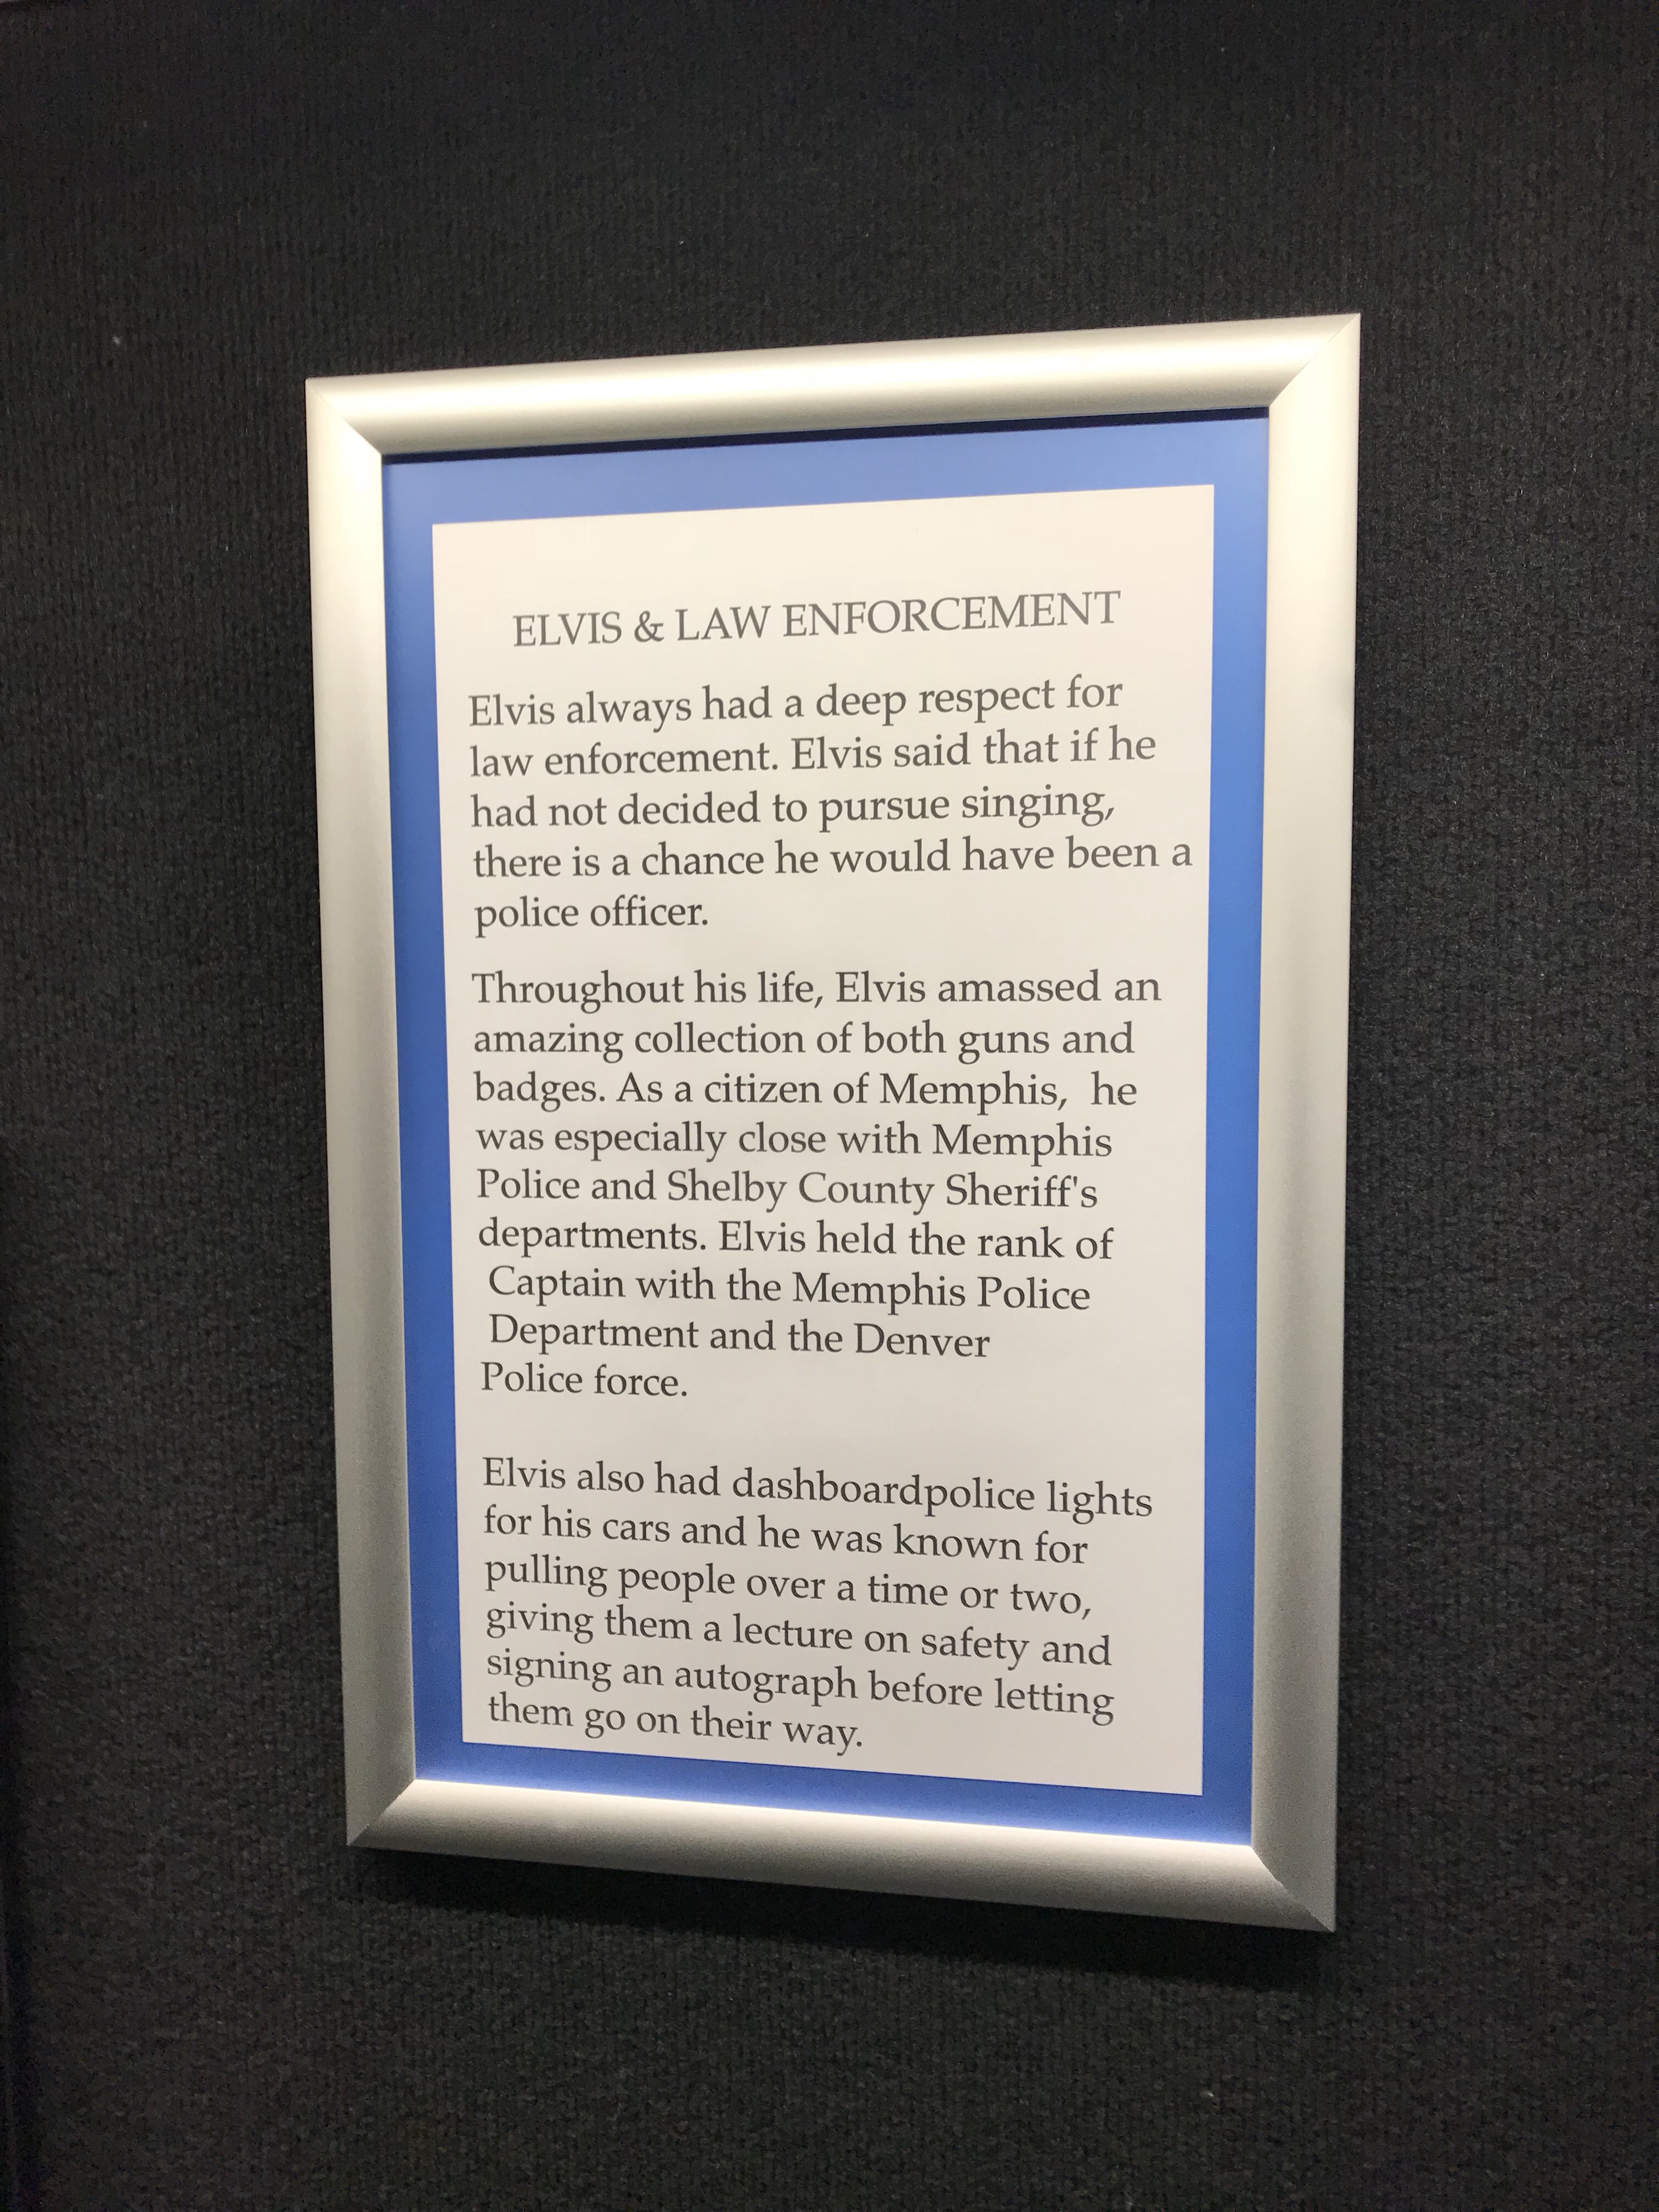 ELVIS & LAW ENFORCEMENT
Elvis always had a deep respect for
law enforcement. Elvis said that if he
had not decided to pursue singing,
there is a chance he would have been a
police officer.
Throughout his life, Elvis amassed an
amazing collection of both guns and
badges. As a citizen of Memphis,  he
was especially close with Memphis
Police and Shelby County Sheriff's
departments. Elvis held the rank of
Captain with the Memphis Police
Department and the Denver
Police force.
Elvis also had dashboardpolice lights
for his cars and he was known for
pulling people over a time or two,
giving them a lecture on safety and
signing an autograph before letting
them go on their way.